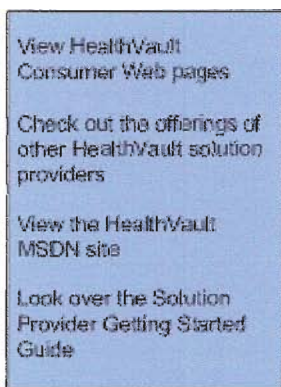 View HealthVault
Consumer Web pages
Check out the offerings of
other HealthVault solution
providers
View the HealthVault
MSDN site
Look over the Solution
Provider Getting Started
Guide